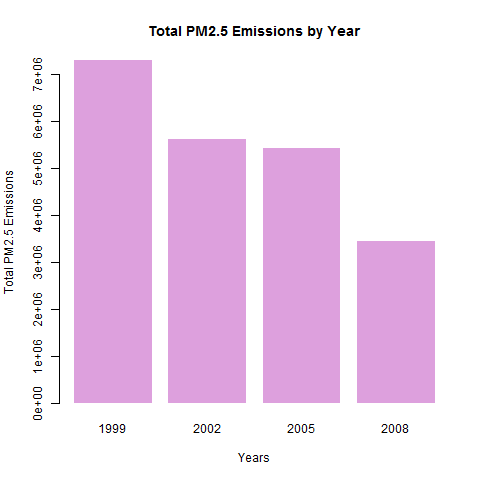 Total PM2.5 Emissions by Year
Total PM2.5 Emissions
7e+06
6e+06
5e+06
4e+06
3e+06
2e+06
1e+06
0e+00
1999 2002 2005 2008
Years